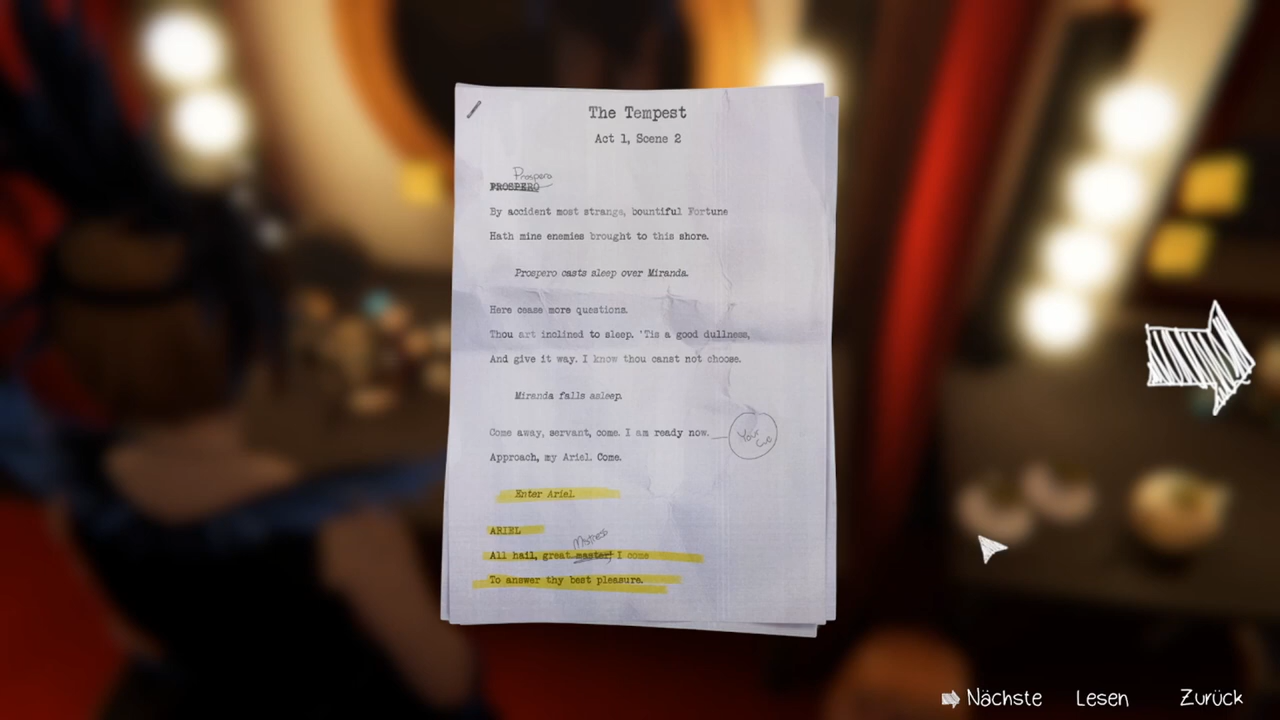 The Tempest
Act 1, Scene 2
Prospero
PROSPERO
By accident most strange, bountiful Fortune
Hath mine enemies brought to this shore.
Prospero casts sleep over Miranda.
Here cease more questions.
Thou art inclined to sleep. 'Tis a good dullness,
And give it way. I know thou canst not choose.
Miranda falls asleep.
Come away, servant, come. I am ready now.
Your
Cue
Approach, my Ariel. Come.
Enter Ariel.
ARIEL
Mistress
All hail, great master! I come
To answer thy best pleasure.
Nächste
Lesen
Zurück